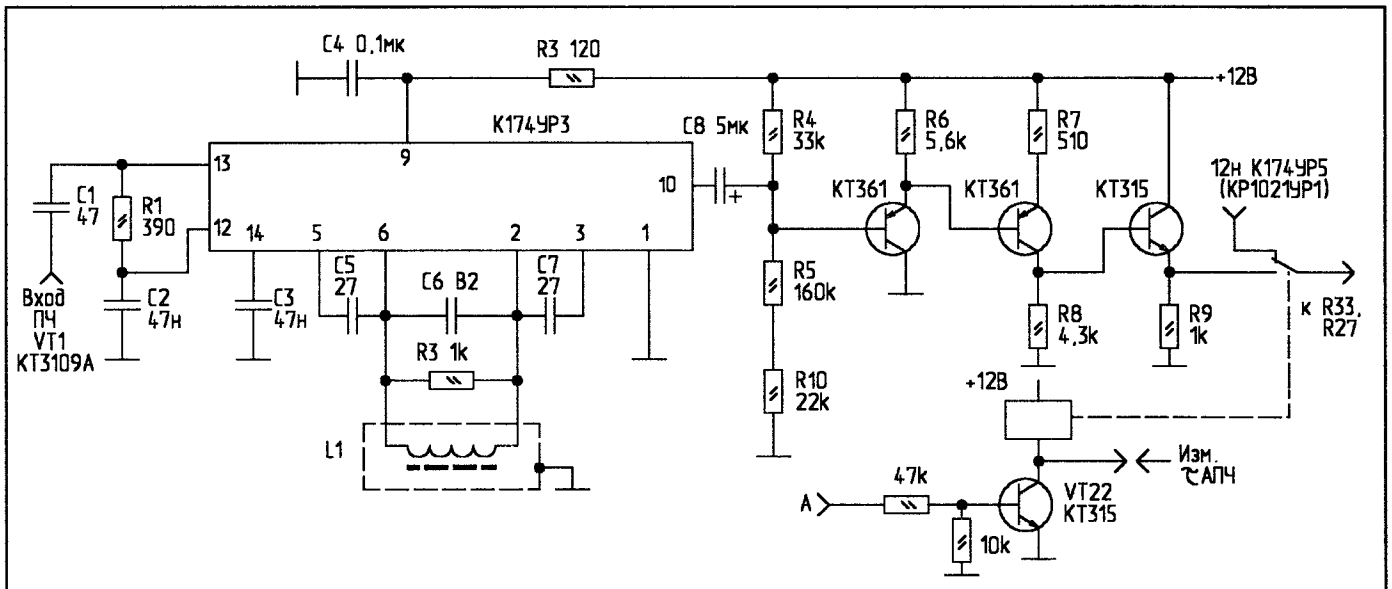 C4 0,1мк
R3 120
+12В
К174УР3
13
12
14
5
6
9
2
3
1
10
C8 5мк
+
R4
33k
R6
5,6k
R7
510
КТ361
КТ361
КТ315
12н К174УР5
(КР1021УР1)
C1
47
R1
390
C2
47н
C3
47н
C5
27
C6 В2
C7
27
Вход
ПЧ
VT1
КТ3109А
R3 1k
R5
160k
R10
22k
R8
4,3k
R9
1k
к R33,
R27
L1
+12В
Изм.
τАПЧ
А
47k
10k
VT22
КТ315